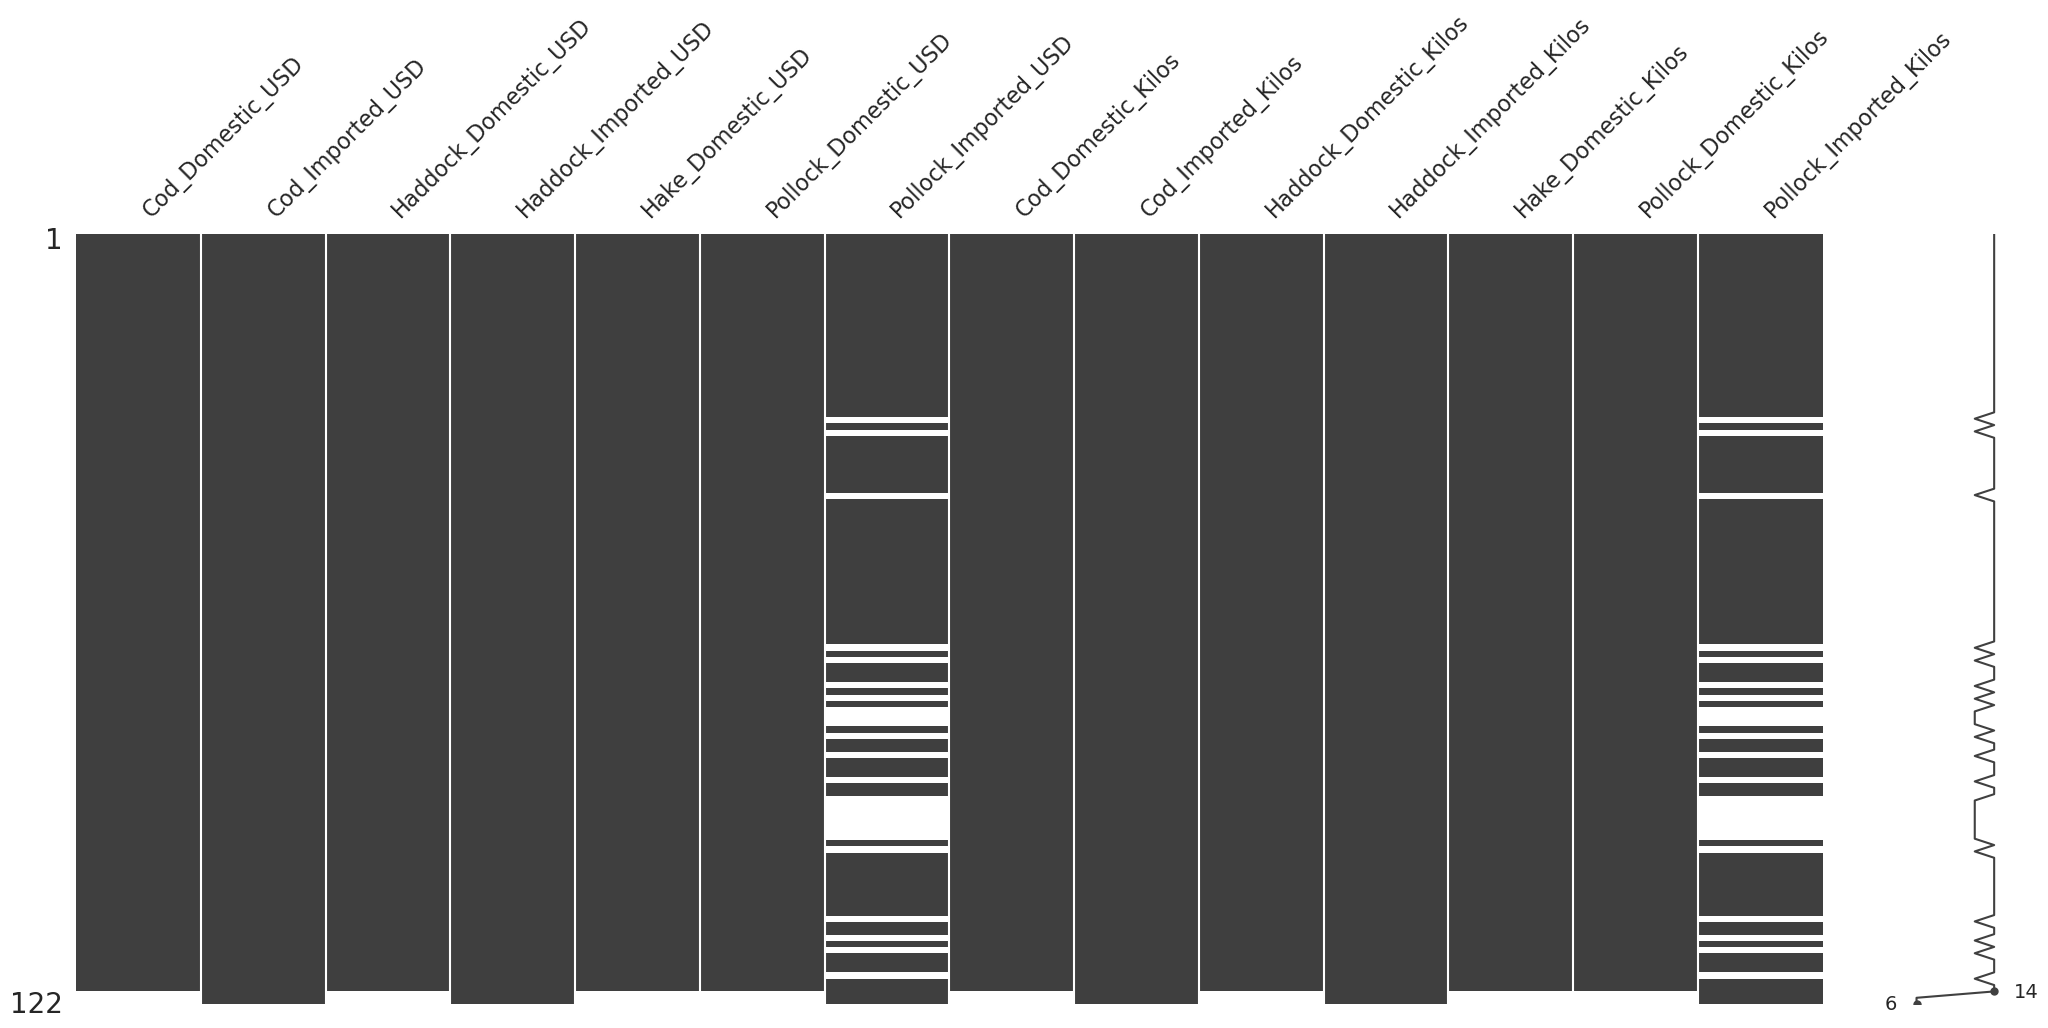 Cod_Domestic_USD
Cod_Imported_USD
Haddock_Domestic_USD
Haddock_Imported_USD
Hake_Domestic_USD
Pollock_Domestic_USD
Pollock_Imported_USD
Cod_Domestic_Kilos
Cod_Imported_Kilos
Haddock_Domestic_Kilos
Haddock_Imported_Kilos
Hake_Domestic_Kilos
Pollock_Domestic_Kilos
Pollock_Imported_Kilos
1
122
14
6